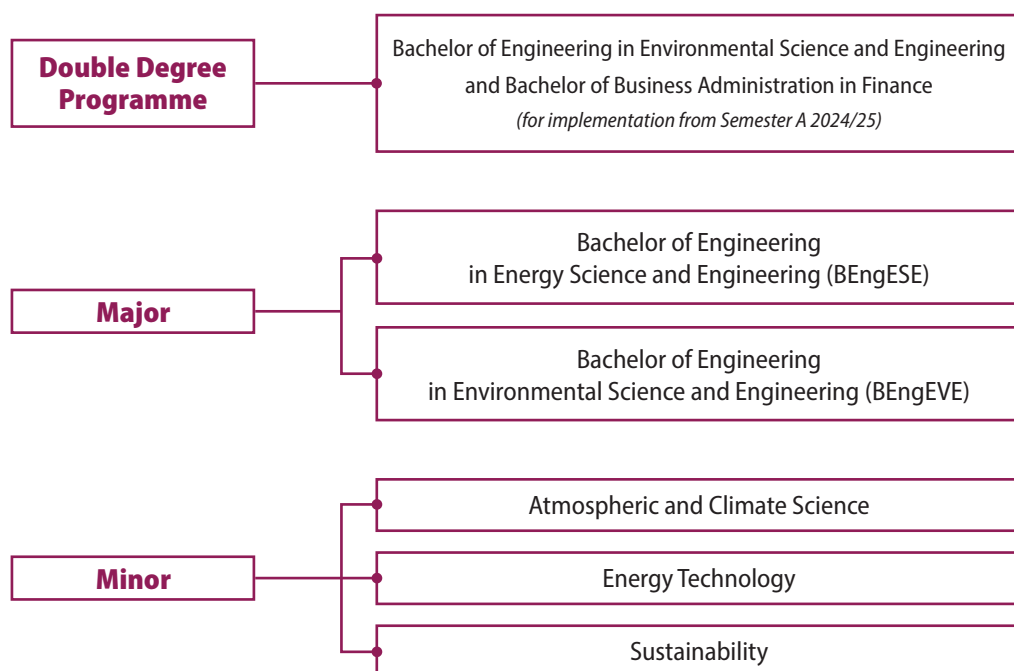 Double Degree
Programme
Bachelor of Engineering in Environmental Science and Engineering
and Bachelor of Business Administration in Finance
(for implementation from Semester A 2024/25)
Major
Bachelor of Engineering
in Energy Science and Engineering (BEngESE)
Bachelor of Engineering
in Environmental Science and Engineering (BEngEVE)
Minor
Atmospheric and Climate Science
Energy Technology
Sustainability